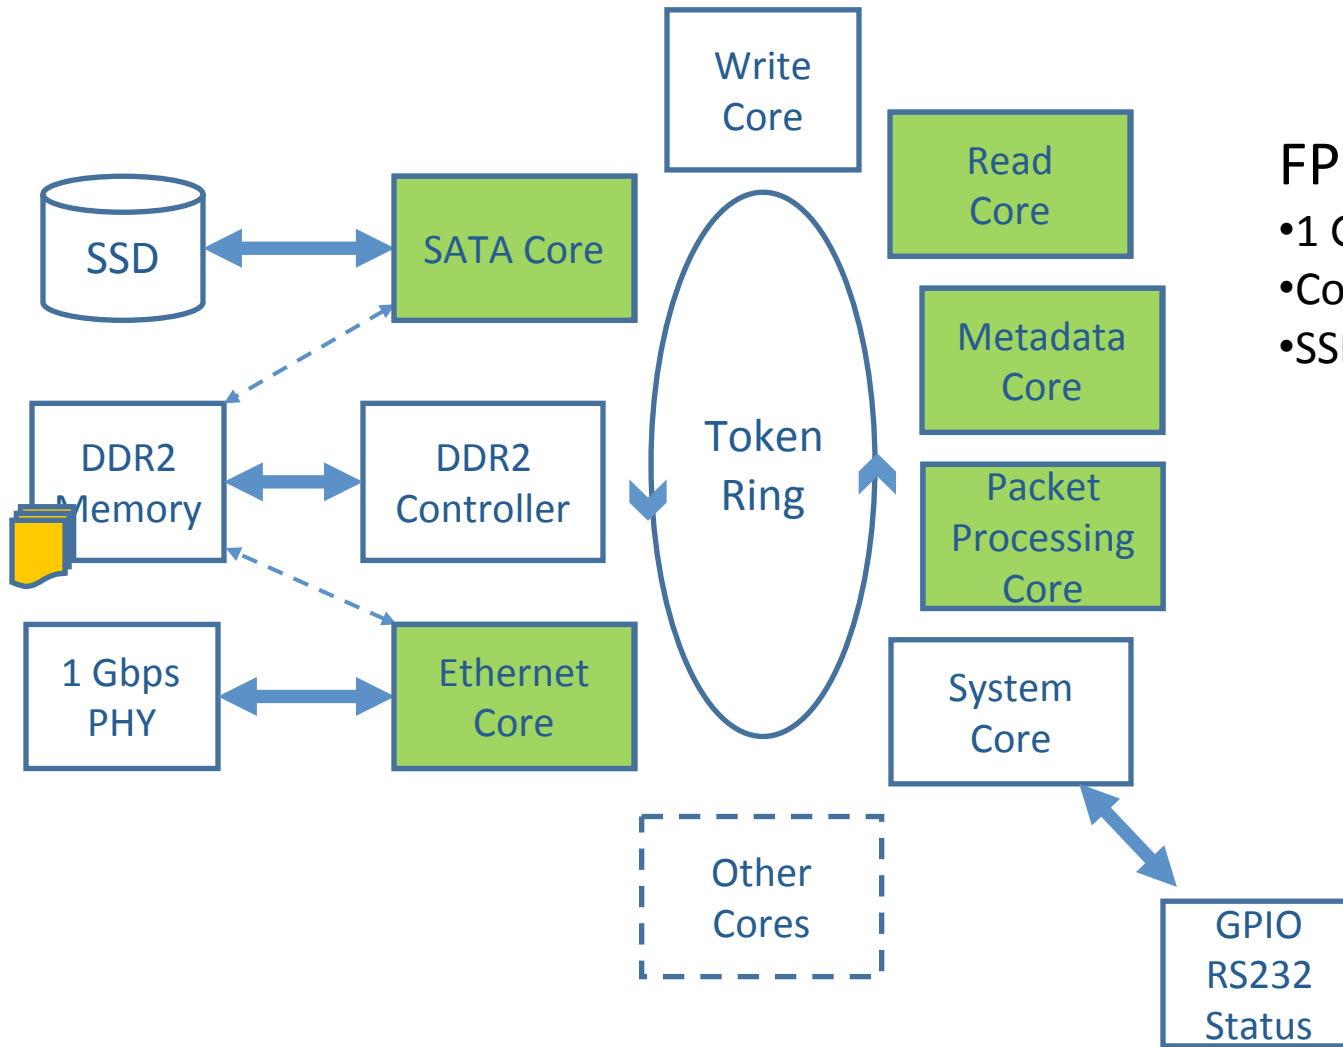 Write
Core
Read
Core
SSD
SATA Core
Metadata
Core
DDR2
Memory
DDR2
Controller
Token
Ring
Packet
Processing
Core
1 Gbps
PHY
Ethernet
Core
System
Core
Other
Cores
GPIO
RS232
Status
FP
•1
•Co
•SS